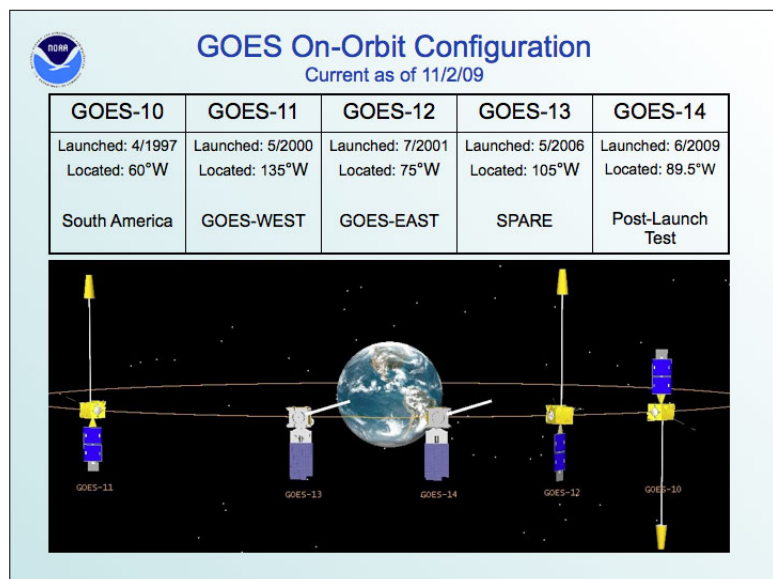 NOAA
GOES On-Orbit Configuration
Current as of 11/2/09
GOES-10
Launched: 4/1997
Located: 60°W
South America
GOES-11
Launched: 5/2000
Located: 135°W
GOES-WEST
GOES-12
Launched: 7/2001
Located: 75°W
GOES-EAST
GOES-13
Launched: 5/2006
Located: 105°W
SPARE
GOES-14
Launched: 6/2009
Located: 89.5°W
Post-Launch
Test
GOES-11
GOES-13
GOES-14
GOES-12
GOES-10